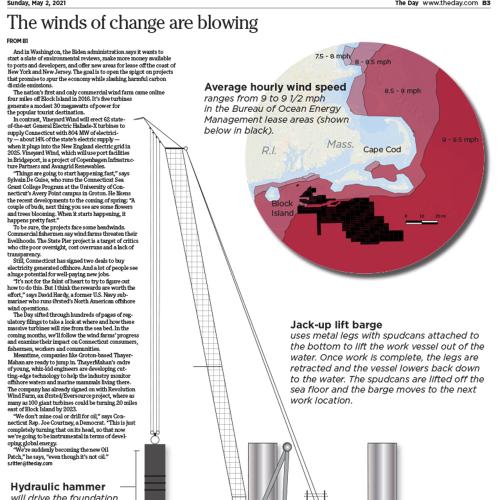 Sunday, May 2, 2021
The Day www.theday.com B3
The winds of change are blowing
FROM B1
And in Washington, the Biden administration says it wants to
start a slate of environmental reviews, make more money available
to ports and developers, and offer new areas for lease off the coast of
New York and New Jersey. The goal is to open the spigot on projects
that promise to spur the economy while slashing harmful carbon
dioxide emissions.
The nation's first and only commercial wind farm came online
four miles off Block Island in 2016. It's five turbines
generate a modest 30 megawatts of power for
the popular tourist destination.
In contrast, Vineyard Wind will erect 62 state-
of-the-art General Electric Haliade-X turbines to
supply Connecticut with 804 MW of electrici-
ty — about 14% of the state's electric supply —
when it plugs into the New England electric grid in
2025. Vineyard Wind, which will use port facilities
in Bridgeport, is a project of Copenhagen Infrastruc-
ture Partners and Avangrid Renewables.
"Things are going to start happening fast," says
Sylvain De Guise, who runs the Connecticut Sea
Grant College Program at the University of Con-
necticut's Avery Point campus in Groton. He likens
the recent developments to the coming of spring: "A
couple of buds, next thing you see are some flowers
and trees blooming. When it starts happening, it
happens pretty fast."
To be sure, the projects face some headwinds.
Commercial fishermen say wind farms threaten their
livelihoods. The State Pier project is a target of critics
who cite poor oversight, cost overruns and a lack of
transparency.
Still, Connecticut has signed two deals to buy
electricity generated offshore. And a lot of people see
a huge potential for well-paying new jobs.
"It's not for the faint of heart to try to figure out
how to do this. But I think the rewards are worth the
effort," says David Hardy, a former U.S. Navy sub-
mariner who runs Ørsted's North American offshore
wind operations.
The Day sifted through hundreds of pages of reg-
ulatory filings to take a look at where and how these
massive turbines will rise from the sea bed. In the
coming months, we'll follow the wind farms' progress
and examine their impact on Connecticut consumers,
fishermen, workers and communities.
Meantime, companies like Groton-based Thayer-
Mahan are ready to jump in. ThayerMahan's cadre
of young, whiz-kid engineers are developing cut-
ting-edge technology to help the industry monitor
offshore waters and marine mammals living there.
The company has already signed on with Revolution
Wind Farm, an Ørsted/Eversource project, where as
many as 100 giant turbines could be turning 20 miles
east of Block Island by 2023.
"We don't mine coal or drill for oil," says Con-
necticut Rep. Joe Courtney, a Democrat. "This is just
completely turning that on its head, so that now
we're going to be instrumental in terms of devel-
oping global energy.
"We're suddenly becoming the new Oil
Patch," he says, "even though it's not oil."
s.ritter@theday.com
Average hourly wind speed
ranges from 9 to 9 1/2 mph
in the Bureau of Ocean Energy
Management lease areas (shown
below in black).
7.5 - 8 mph
8 - 8.5 mph
8.5 - 9 mph
9 - 9.5 mph
R.I.
Mass.
Cape Cod
Block
Island
Jack-up lift barge
uses metal legs with spudcans attached to
the bottom to lift the work vessel out of the
water. Once work is complete, the legs are
retracted and the vessel lowers back down
to the water. The spudcans are lifted off the
sea floor and the barge moves to the next
work location.
Hydraulic hammer
will drive the foundation